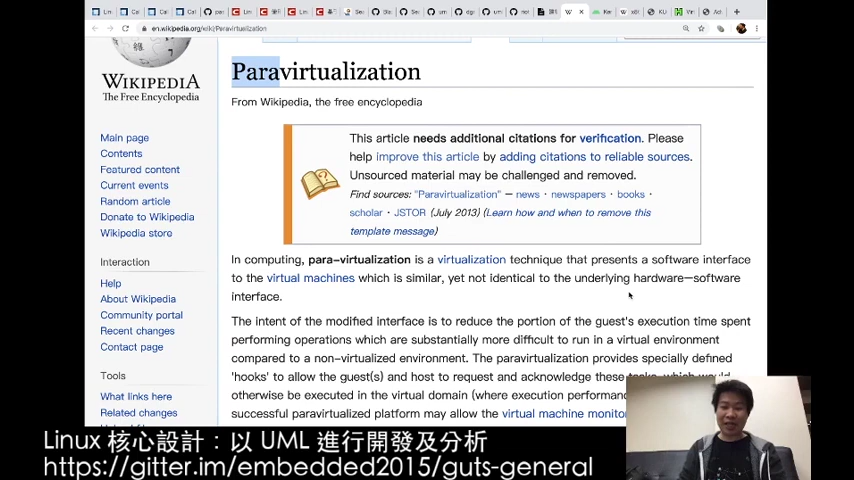 en.wikipedia.org/wiki/Paravirtualization
WIKIPEDIA
The Free Encyclopedia
Main page
Contents
Featured content
Current events
Random article
Donate to Wikipedia
Wikipedia store
Interaction
Help
About Wikipedia
Community portal
Recent changes
Contact page
Tools
What links here
Related changes
Paravirtualization
From Wikipedia, the free encyclopedia
This article needs additional citations for verification. Please
help improve this article by adding citations to reliable sources.
Unsourced material may be challenged and removed.
Find sources: "Paravirtualization" – news · newspapers · books ·
scholar · JSTOR (July 2013) (Learn how and when to remove this
template message)
In computing, para-virtualization is a virtualization technique that presents a software interface
to the virtual machines which is similar, yet not identical to the underlying hardware–software
interface.
The intent of the modified interface is to reduce the portion of the guest's execution time spent
performing operations which are substantially more difficult to run in a virtual environment
compared to a non-virtualized environment. The paravirtualization provides specially defined
'hooks' to allow the guest(s) and host to request and acknowledge these
otherwise be executed in the virtual domain (where execution
successful paravirtualized platform may allow the virtual machine
Linux 核心設計：以 UML 進行開發及分析
https://gitter.im/embedded2015/guts-general